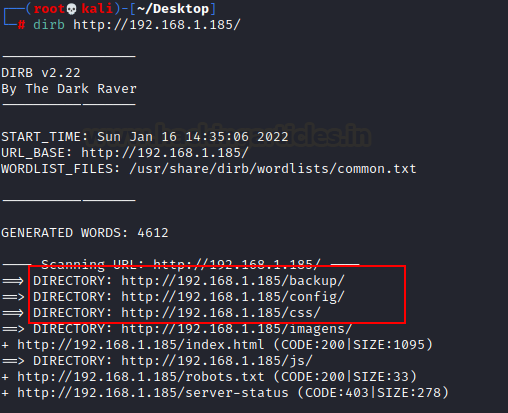 ┌──(root💀kali)-[~/Desktop]
└─# dirb http://192.168.1.185/
-----------------
DIRB v2.22
By The Dark Raver
-----------------
START_TIME: Sun Jan 16 14:35:06 2022
URL_BASE: http://192.168.1.185/
WORDLIST_FILES: /usr/share/dirb/wordlists/common.txt
-----------------
GENERATED WORDS: 4612
---- Scanning URL: http://192.168.1.185/ ----
==> DIRECTORY: http://192.168.1.185/backup/
==> DIRECTORY: http://192.168.1.185/config/
==> DIRECTORY: http://192.168.1.185/css/
==> DIRECTORY: http://192.168.1.185/imagens/
+ http://192.168.1.185/index.html (CODE:200|SIZE:1095)
==> DIRECTORY: http://192.168.1.185/js/
+ http://192.168.1.185/robots.txt (CODE:200|SIZE:33)
+ http://192.168.1.185/server-status (CODE:403|SIZE:278)